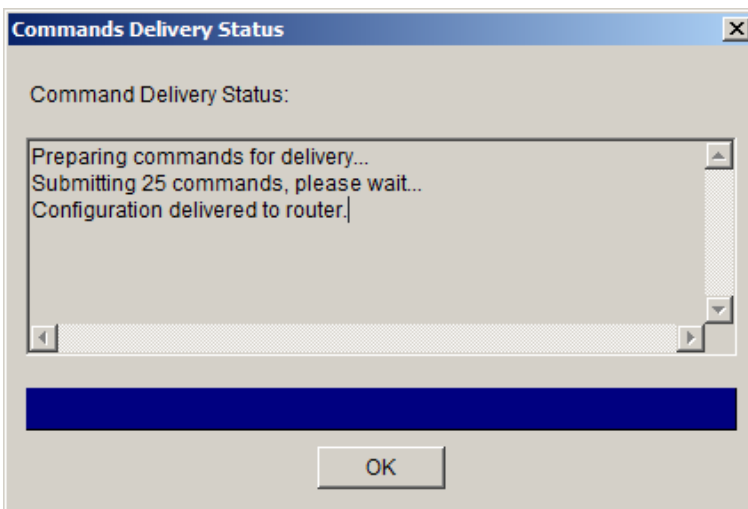 Commands Delivery Status
Command Delivery Status:
Preparing commands for delivery...
Submitting 25 commands, please wait...
Configuration delivered to router.
OK